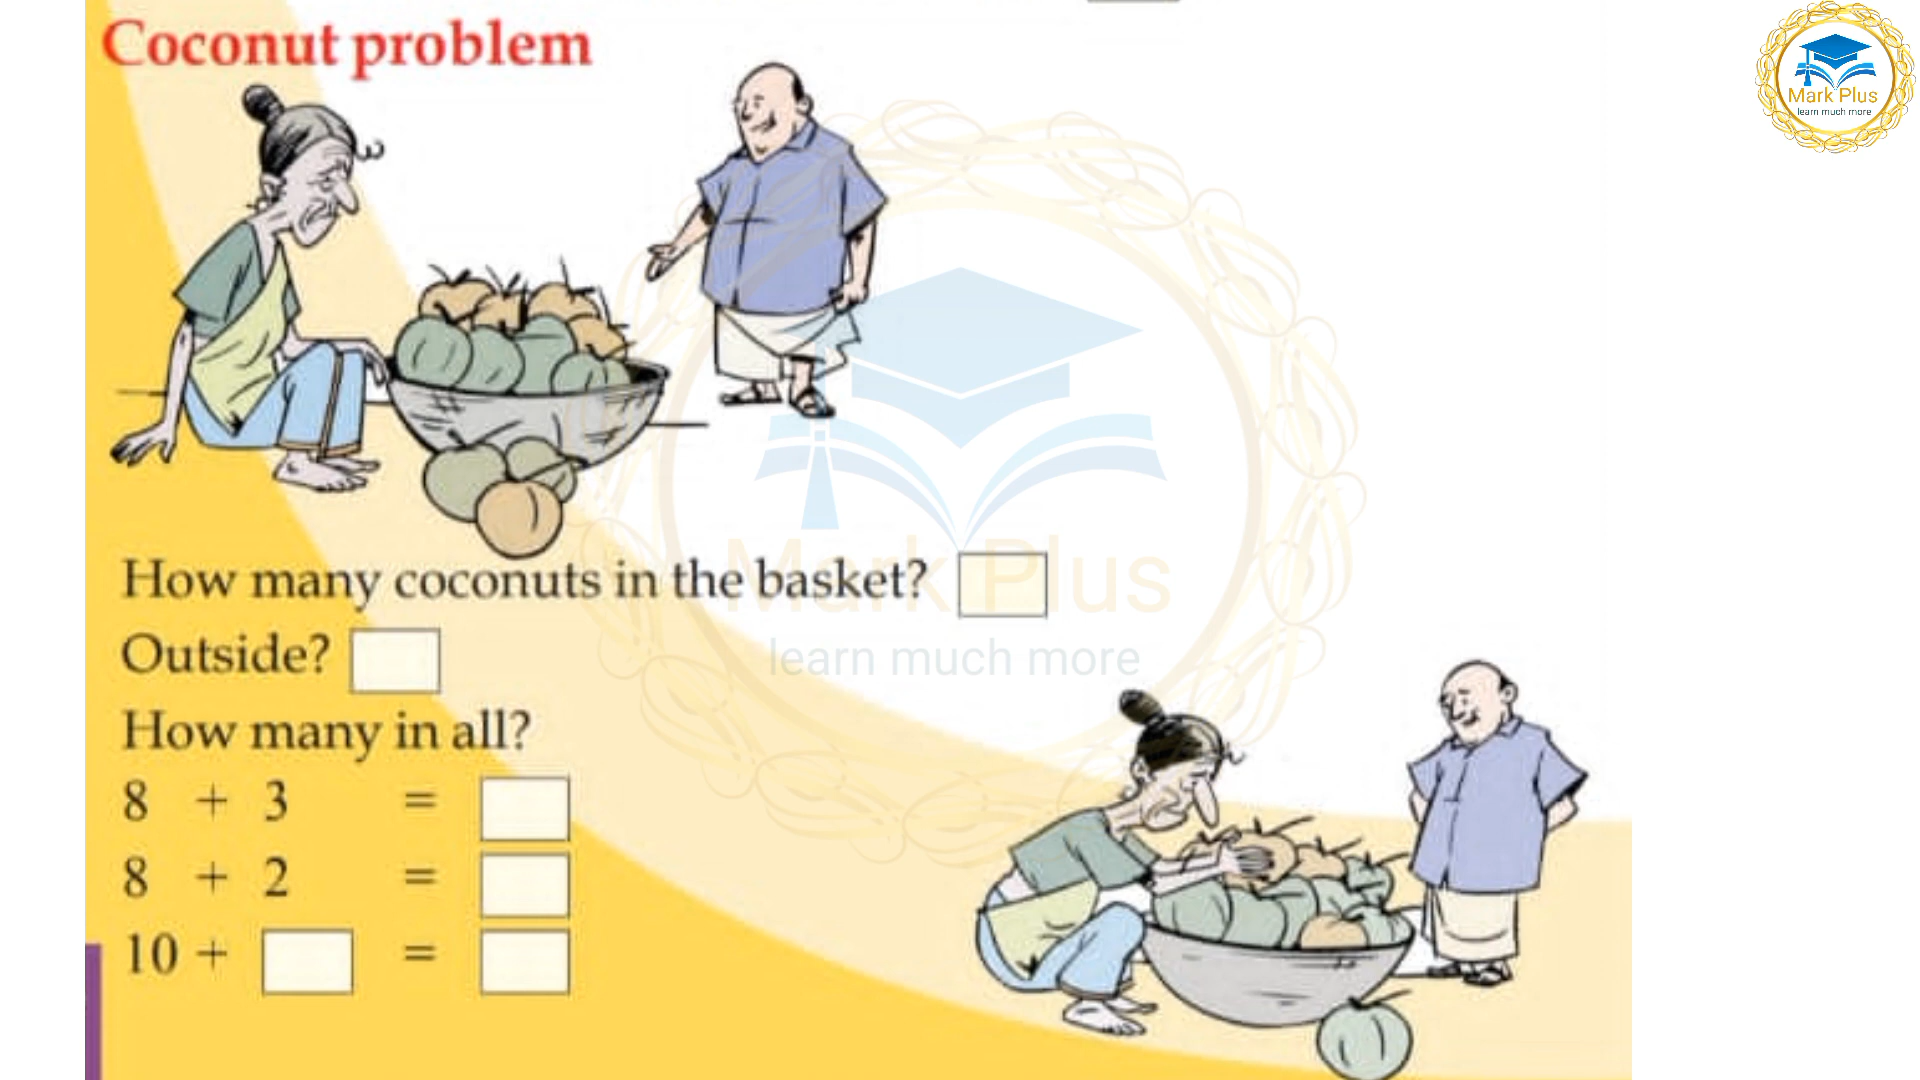 Coconut problem
Mark Plus
learn much more
How many coconuts in the basket?
Outside?
How many in all?
8 + 3 =
8 + 2 =
10 + =
Mark Plus
learn much more